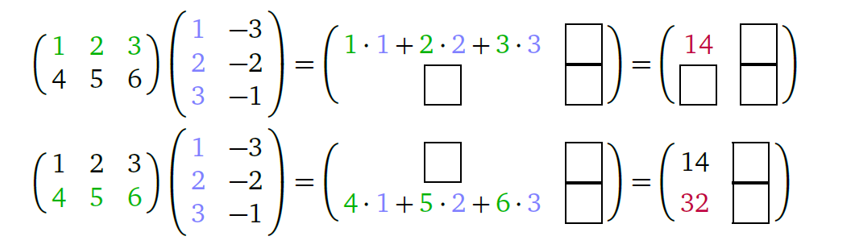 (1 2 3
4 5 6) (1 −3
2 −2
3 −1) = (1 · 1 + 2 · 2 + 3 · 3 □
□ □) = (14 □
□ □)
(1 2 3
4 5 6) (1 −3
2 −2
3 −1) = (□ □
4 · 1 + 5 · 2 + 6 · 3 □) = (14 □
32 □)